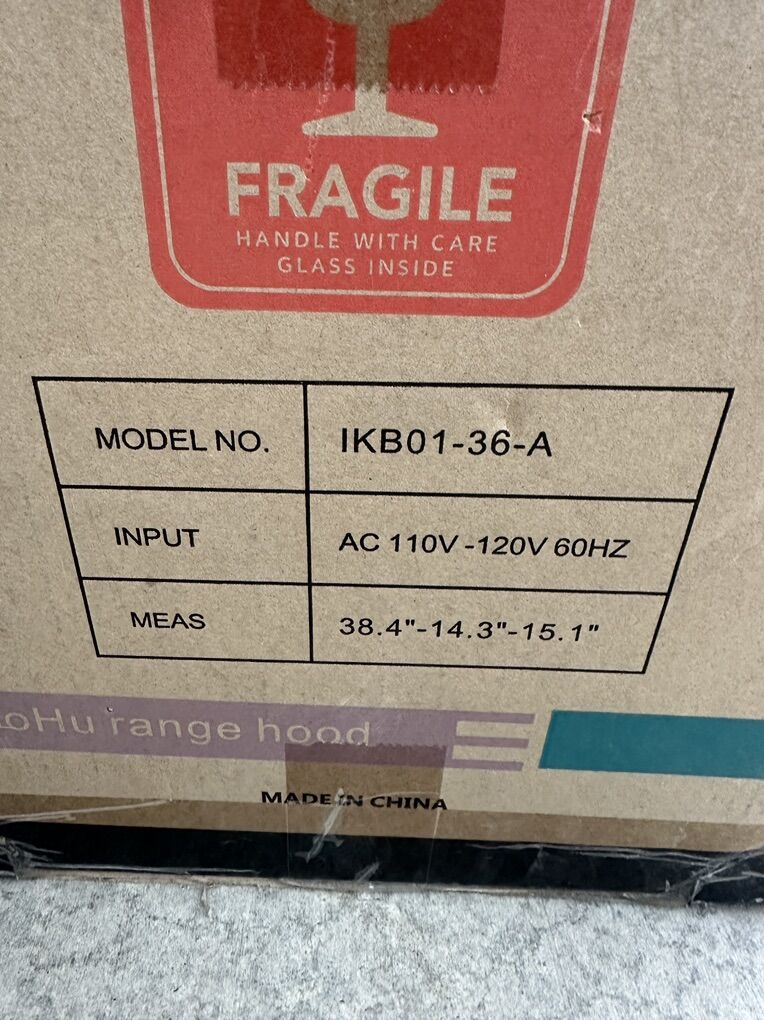 FRAGILE
HANDLE WITH CARE
GLASS INSIDE
MODEL NO. IKB01-36-A
INPUT AC 110V -120V 60HZ
MEAS 38.4"-14.3"-15.1"
range hood
MADE IN CHINA